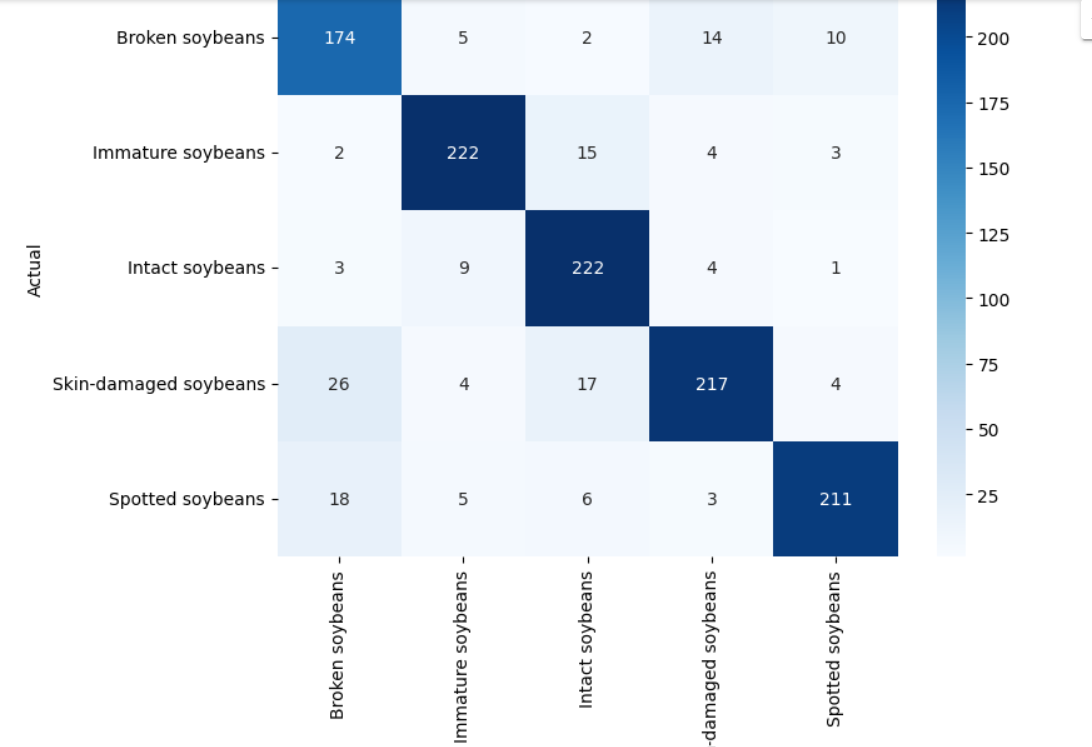 Broken soybeans 174 5 2 14 10
Immature soybeans 2 222 15 4 3
Intact soybeans 3 9 222 4 1
Skin-damaged soybeans 26 4 17 217 4
Spotted soybeans 18 5 6 3 211
Actual
Broken soybeans
Immature soybeans
Intact soybeans
-damaged soybeans
Spotted soybeans
200
175
150
125
100
75
50
25